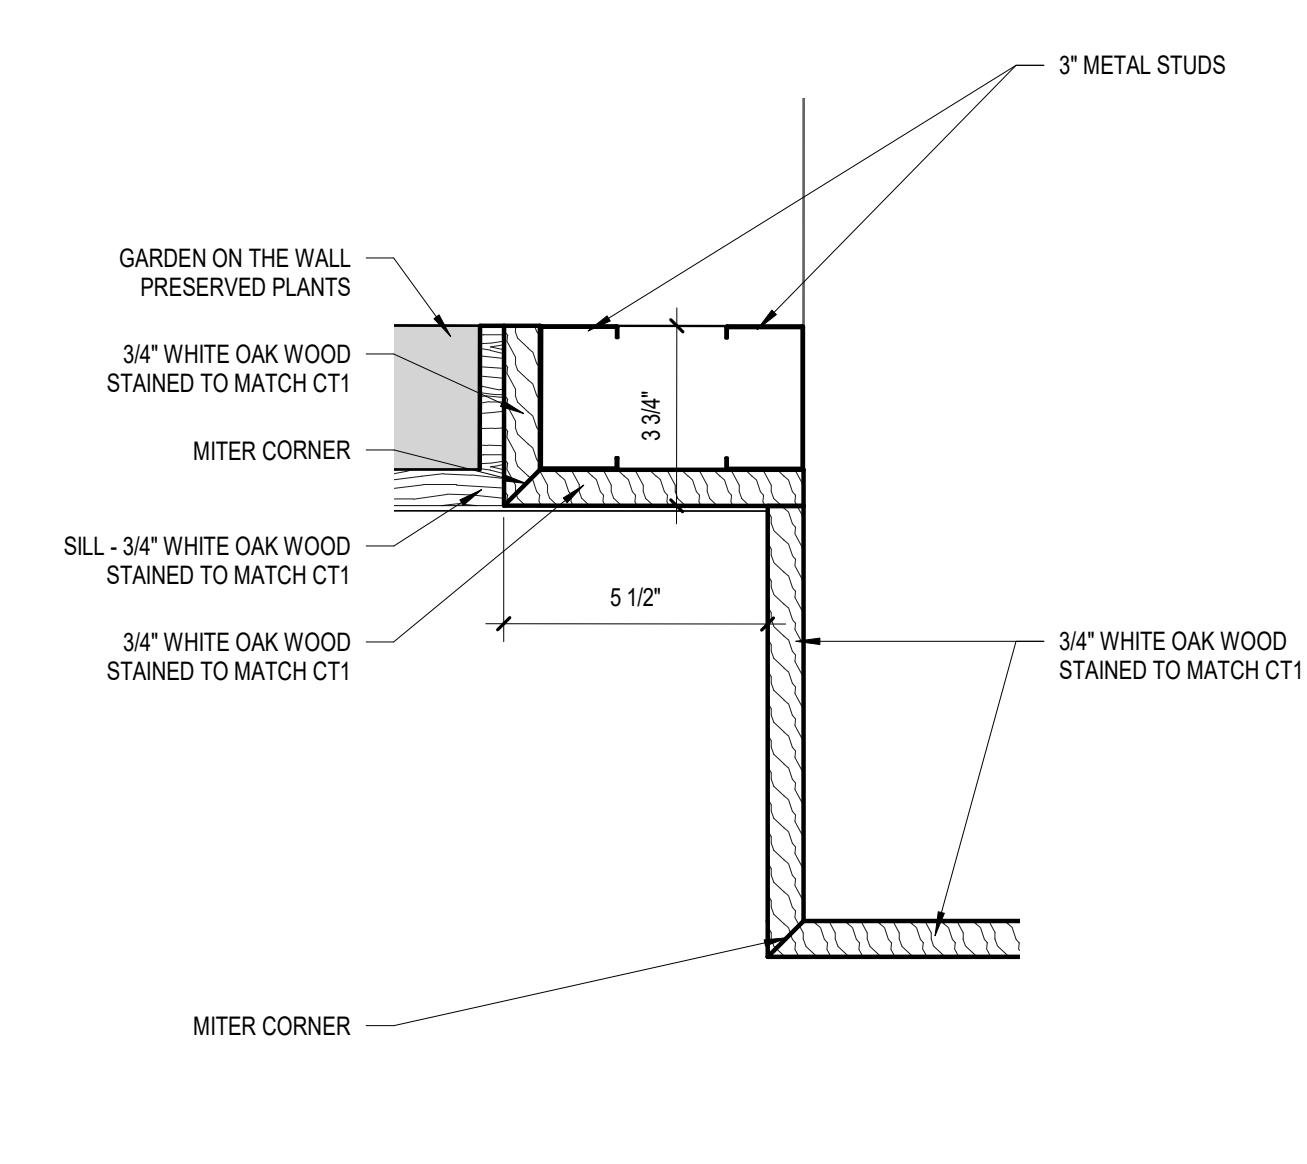 3" METAL STUDS
GARDEN ON THE WALL
PRESERVED PLANTS
3/4" WHITE OAK WOOD
STAINED TO MATCH CT1
3 3/4"
MITER CORNER
SILL - 3/4" WHITE OAK WOOD
STAINED TO MATCH CT1
5 1/2"
3/4" WHITE OAK WOOD
STAINED TO MATCH CT1
3/4" WHITE OAK WOOD
STAINED TO MATCH CT1
MITER CORNER